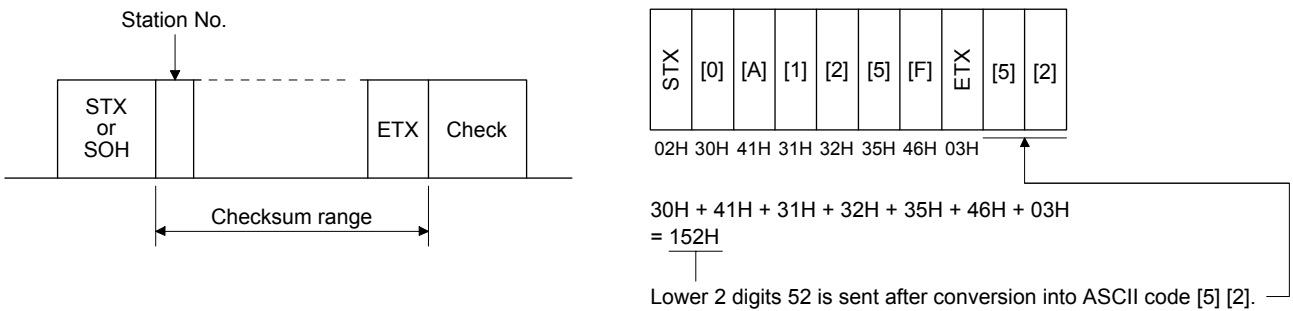 Station No.
STX
or
SOH
ETX
Check
Checksum range
STX [0] [A] [1] [2] [5] [F] ETX [5] [2]
02H 30H 41H 31H 32H 35H 46H 03H
30H + 41H + 31H + 32H + 35H + 46H + 03H
= 152H
Lower 2 digits 52 is sent after conversion into ASCII code [5] [2].